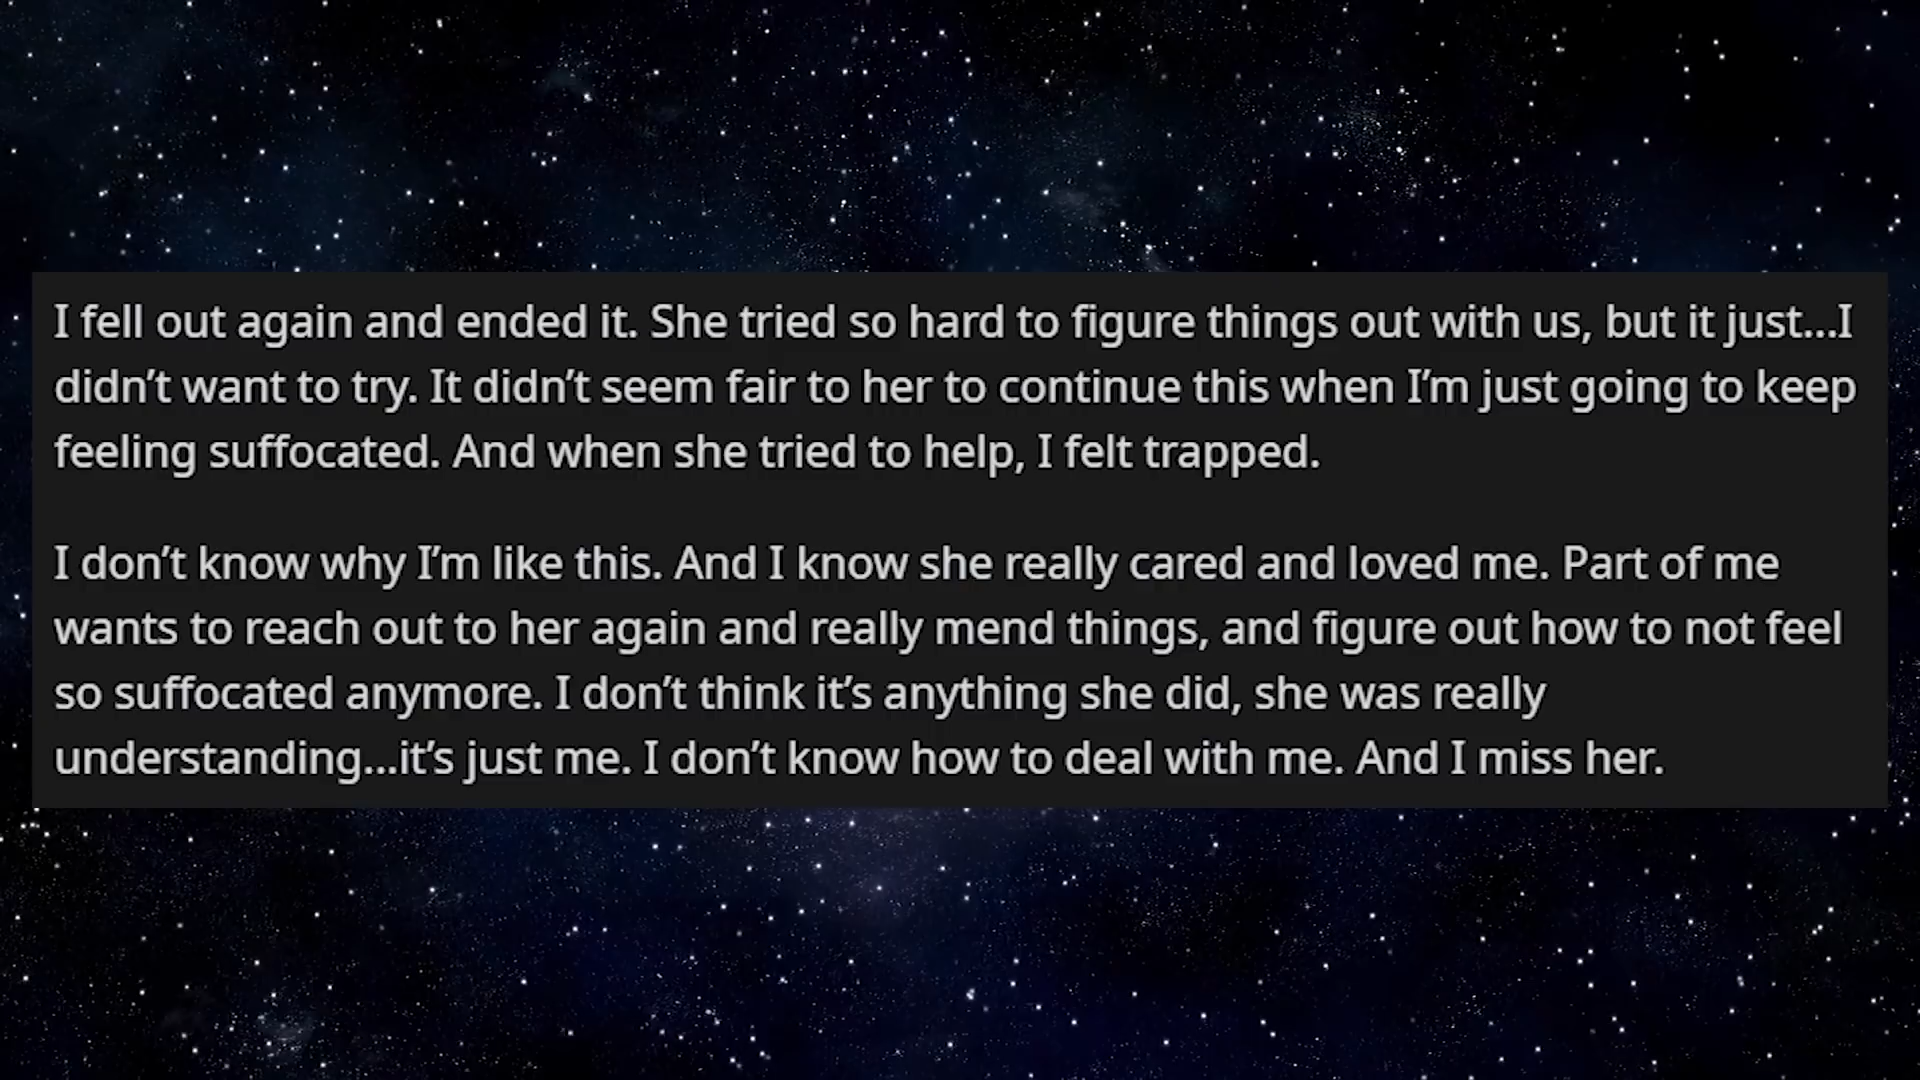 I fell out again and ended it. She tried so hard to figure things out with us, but it just...I
didn’t want to try. It didn’t seem fair to her to continue this when I’m just going to keep
feeling suffocated. And when she tried to help, I felt trapped.
I don’t know why I’m like this. And I know she really cared and loved me. Part of me
wants to reach out to her again and really mend things, and figure out how to not feel
so suffocated anymore. I don’t think it’s anything she did, she was really
understanding...it’s just me. I don’t know how to deal with me. And I miss her.